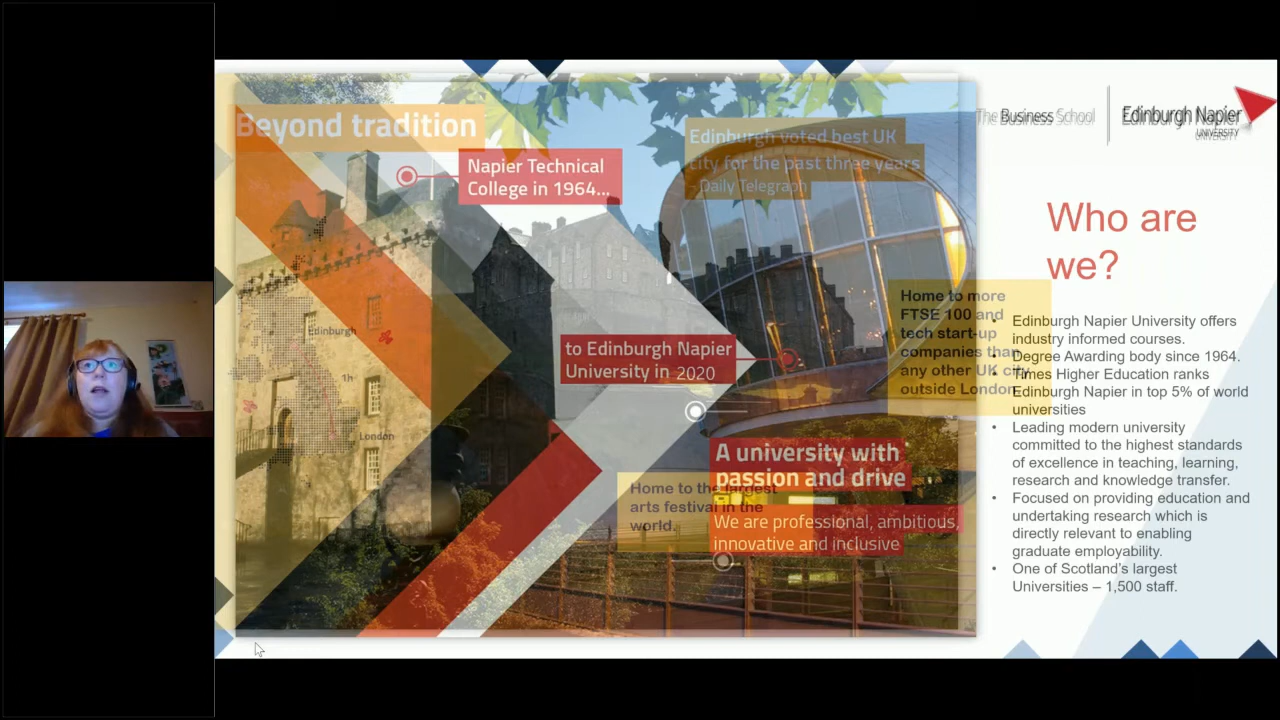 Beyond tradition
Napier Technical
College in 1964...
Edinburgh voted best UK
city for the past three years
- Daily Telegraph
The Business School
Edinburgh Napier
UNIVERSITY
Who are
we?
Home to more
FTSE 100 and
tech start-up
companies than
any other UK city
outside London
Edinburgh
1h
London
to Edinburgh Napier
University in 2020
A university with
passion and drive
Home to the largest
arts festival in the
world.
We are professional, ambitious,
innovative and inclusive
Edinburgh Napier University offers
industry informed courses.
• Degree Awarding body since 1964.
• Times Higher Education ranks
Edinburgh Napier in top 5% of world
universities
• Leading modern university
committed to the highest standards
of excellence in teaching, learning,
research and knowledge transfer.
• Focused on providing education and
undertaking research which is
directly relevant to enabling
graduate employability.
• One of Scotland's largest
Universities – 1,500 staff.